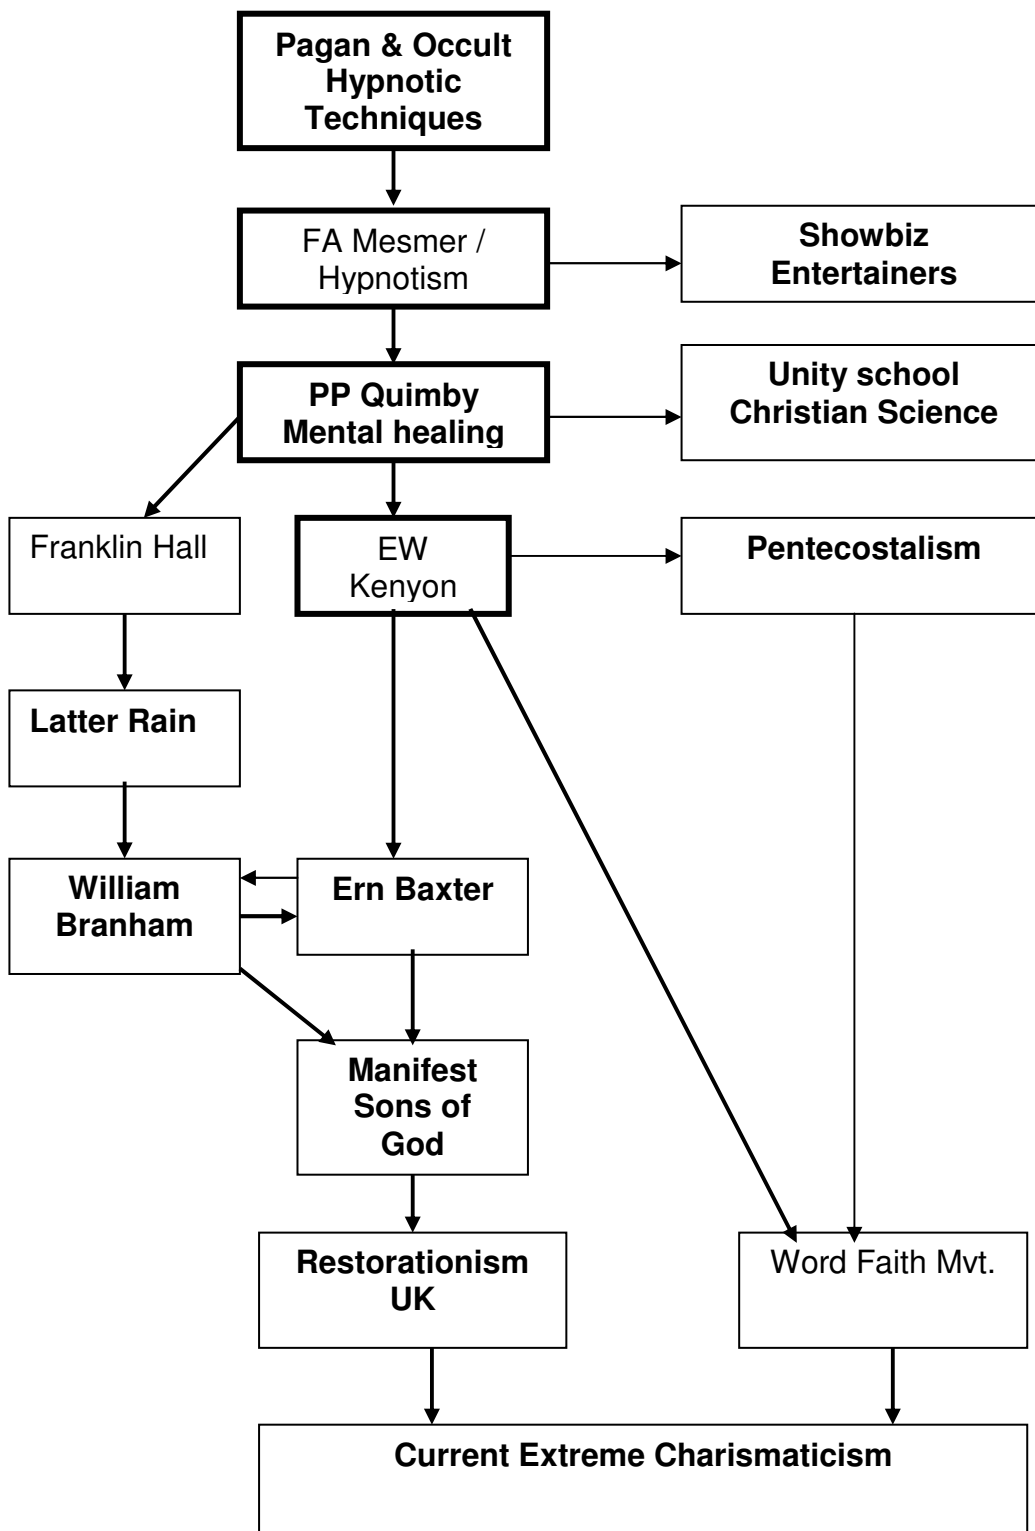 Pagan & Occult
Hypnotic
Techniques
FA Mesmer /
Hypnotism
Showbiz
Entertainers
PP Quimby
Mental healing
Unity school
Christian Science
Franklin Hall
EW
Kenyon
Pentecostalism
Latter Rain
William
Branham
Ern Baxter
Manifest
Sons of
God
Restorationism
UK
Word Faith Mvt.
Current Extreme Charismaticism